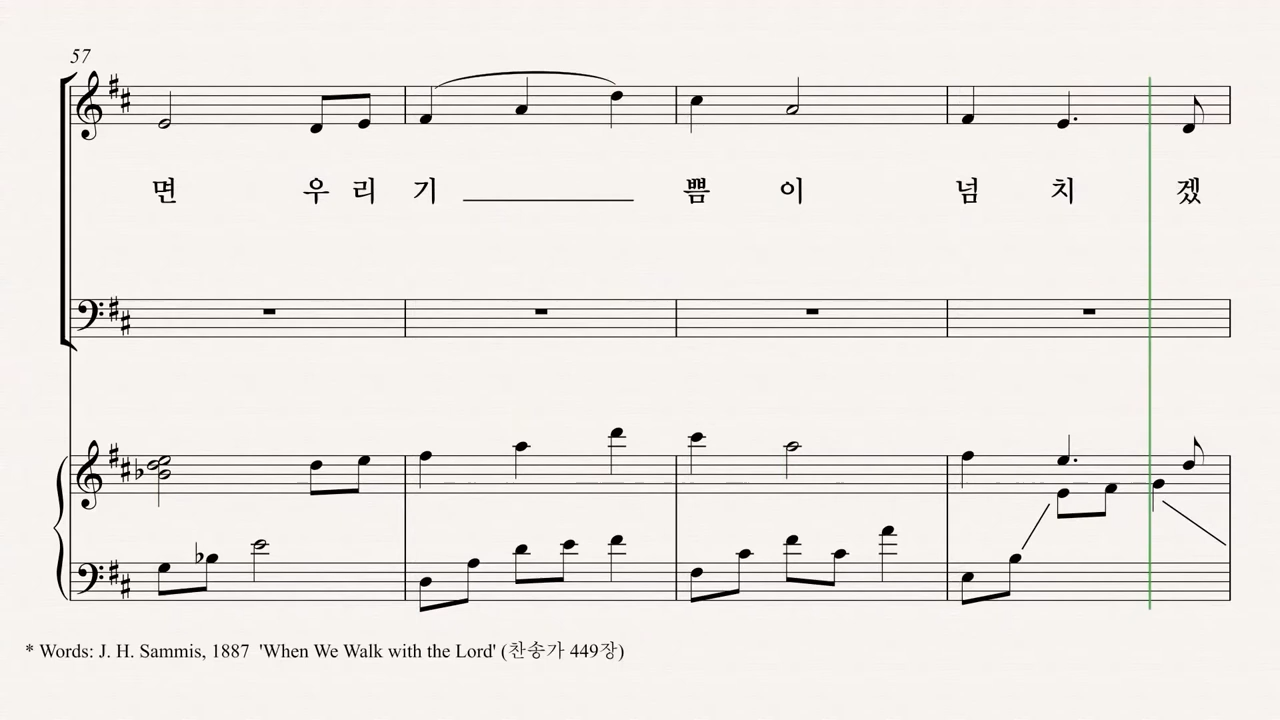 57
면 우 리 기 쁨 이 넘 치 겠
* Words: J. H. Sammis, 1887 'When We Walk with the Lord' (찬송가 449장)